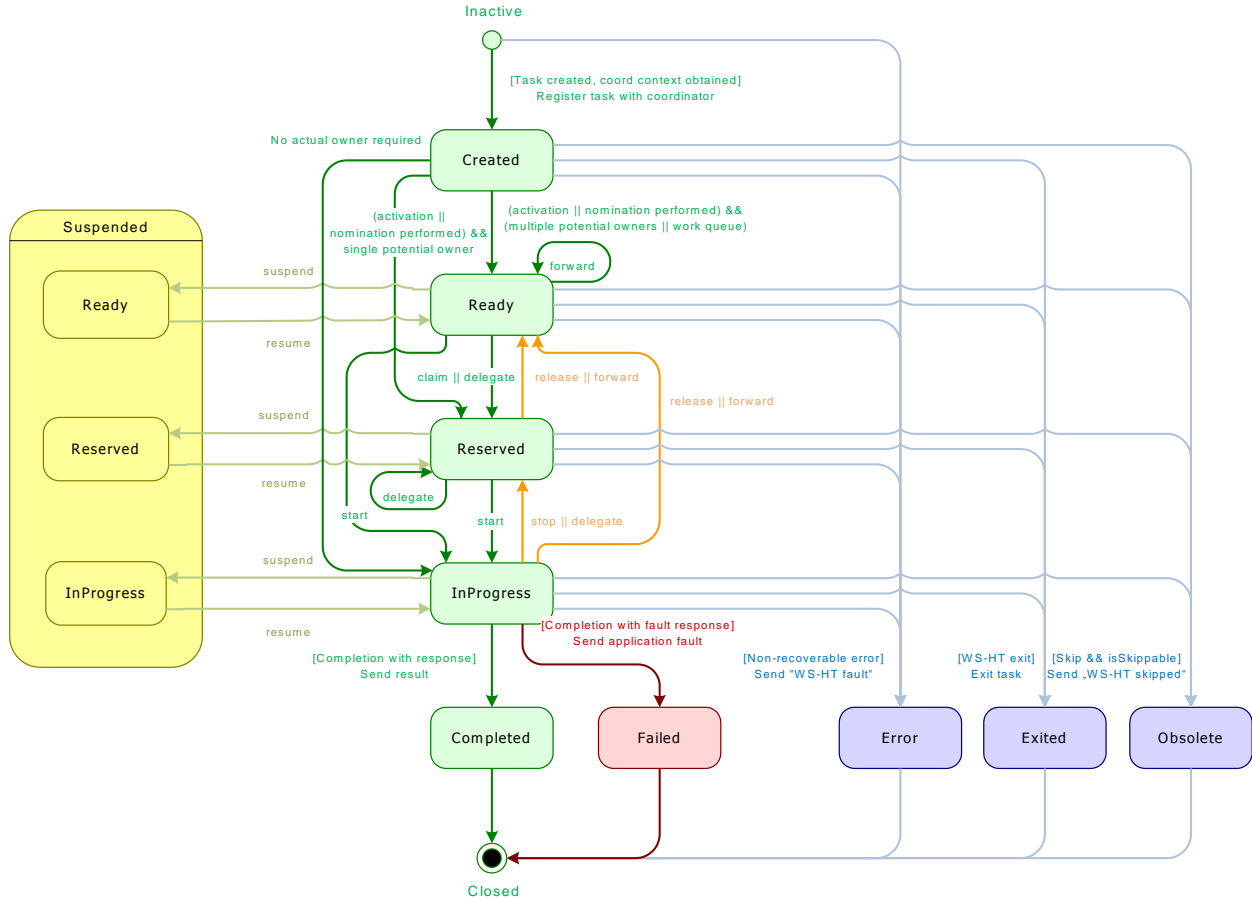 Inactive
[Task created, coord context obtained]
Register task with coordinator
No actual owner required
Created
(activation ||
nomination performed) &&
single potential owner
(activation || nomination performed) &&
(multiple potential owners || work queue)
Suspended
forward
suspend
Ready
Ready
resume
claim || delegate
release || forward
release || forward
suspend
Reserved
Reserved
resume
delegate
start
start
stop || delegate
suspend
InProgress
InProgress
resume
[Completion with fault response]
Send application fault
[Completion with response]
Send result
[Non-recoverable error]
Send "WS-HT fault"
[WS-HT exit]
Exit task
[Skip && isSkippable]
Send „WS-HT skipped“
Completed
Failed
Error
Exited
Obsolete
Closed